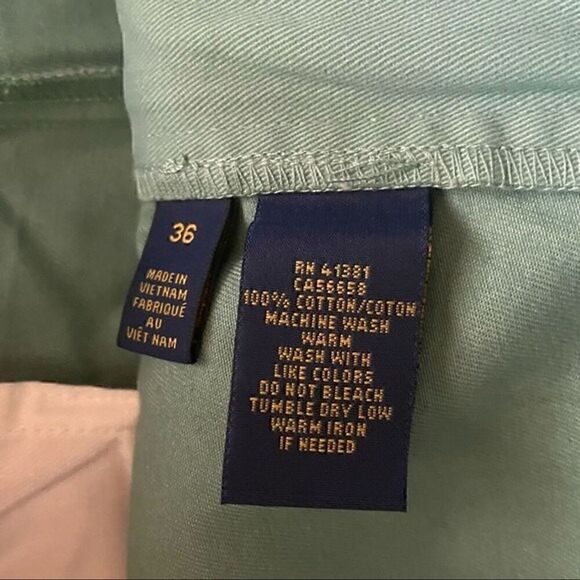 36
MADE IN
VIETNAM
FABRIQUÉ
AU
VIÊT NAM
RN 41381
CA56658
100% COTTON/COTON
MACHINE WASH
WARM
WASH WITH
LIKE COLORS
DO NOT BLEACH
TUMBLE DRY LOW
WARM IRON
IF NEEDED